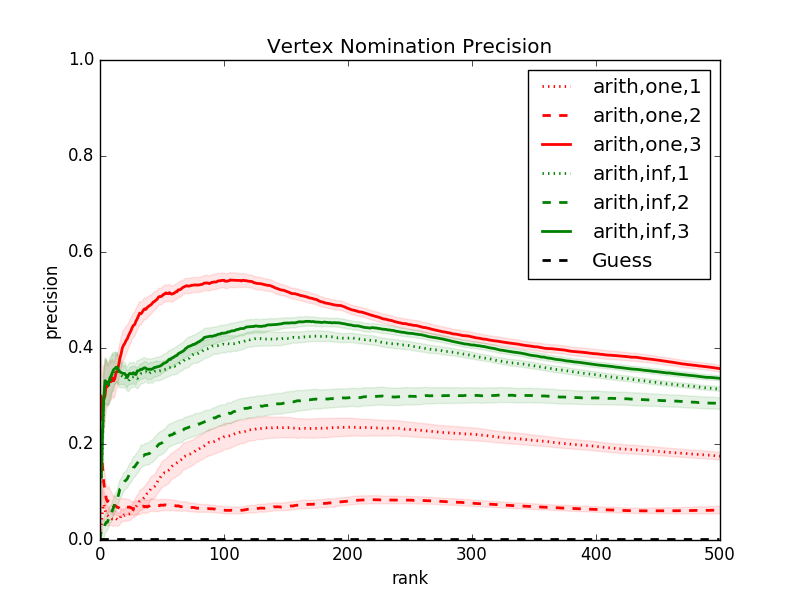 Vertex Nomination Precision
1.0
0.8
0.6
0.4
0.2
0.0
precision
arith,one,1
arith,one,2
arith,one,3
arith,inf,1
arith,inf,2
arith,inf,3
Guess
0 100 200 300 400 500
rank